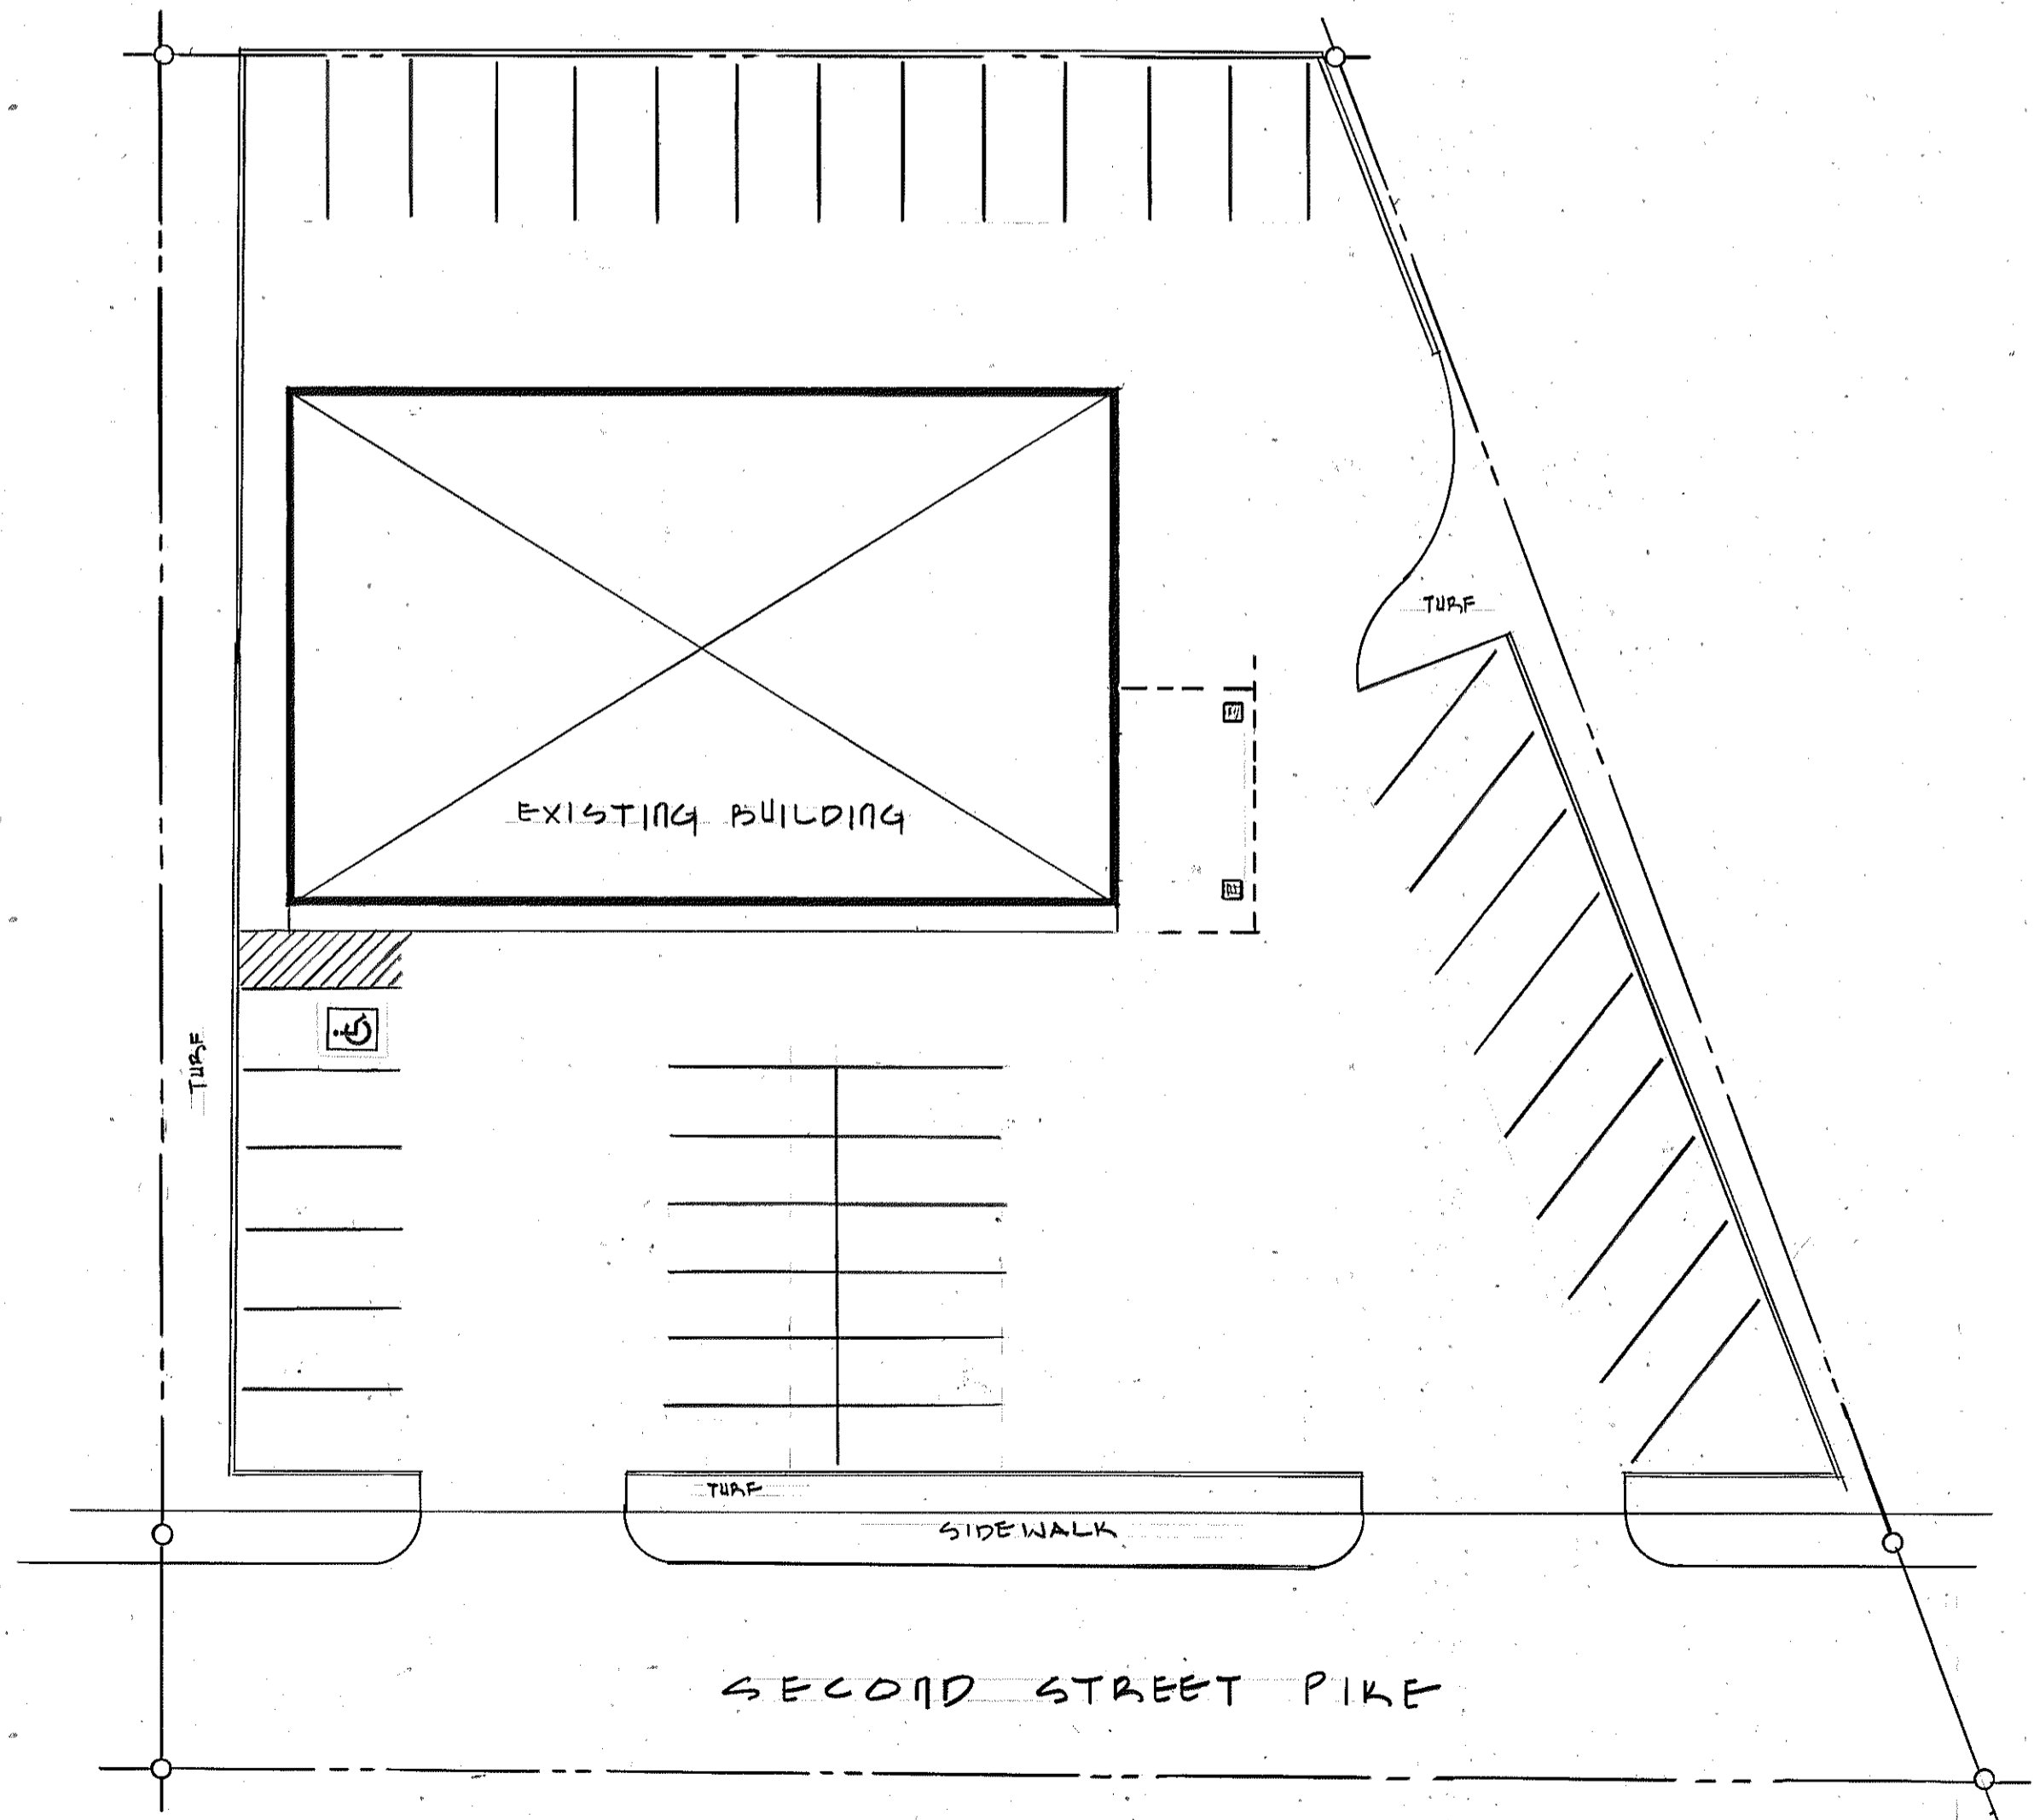 TURF
EXISTING BUILDING
TURF
TURF
SIDEWALK
SECOND STREET PIKE